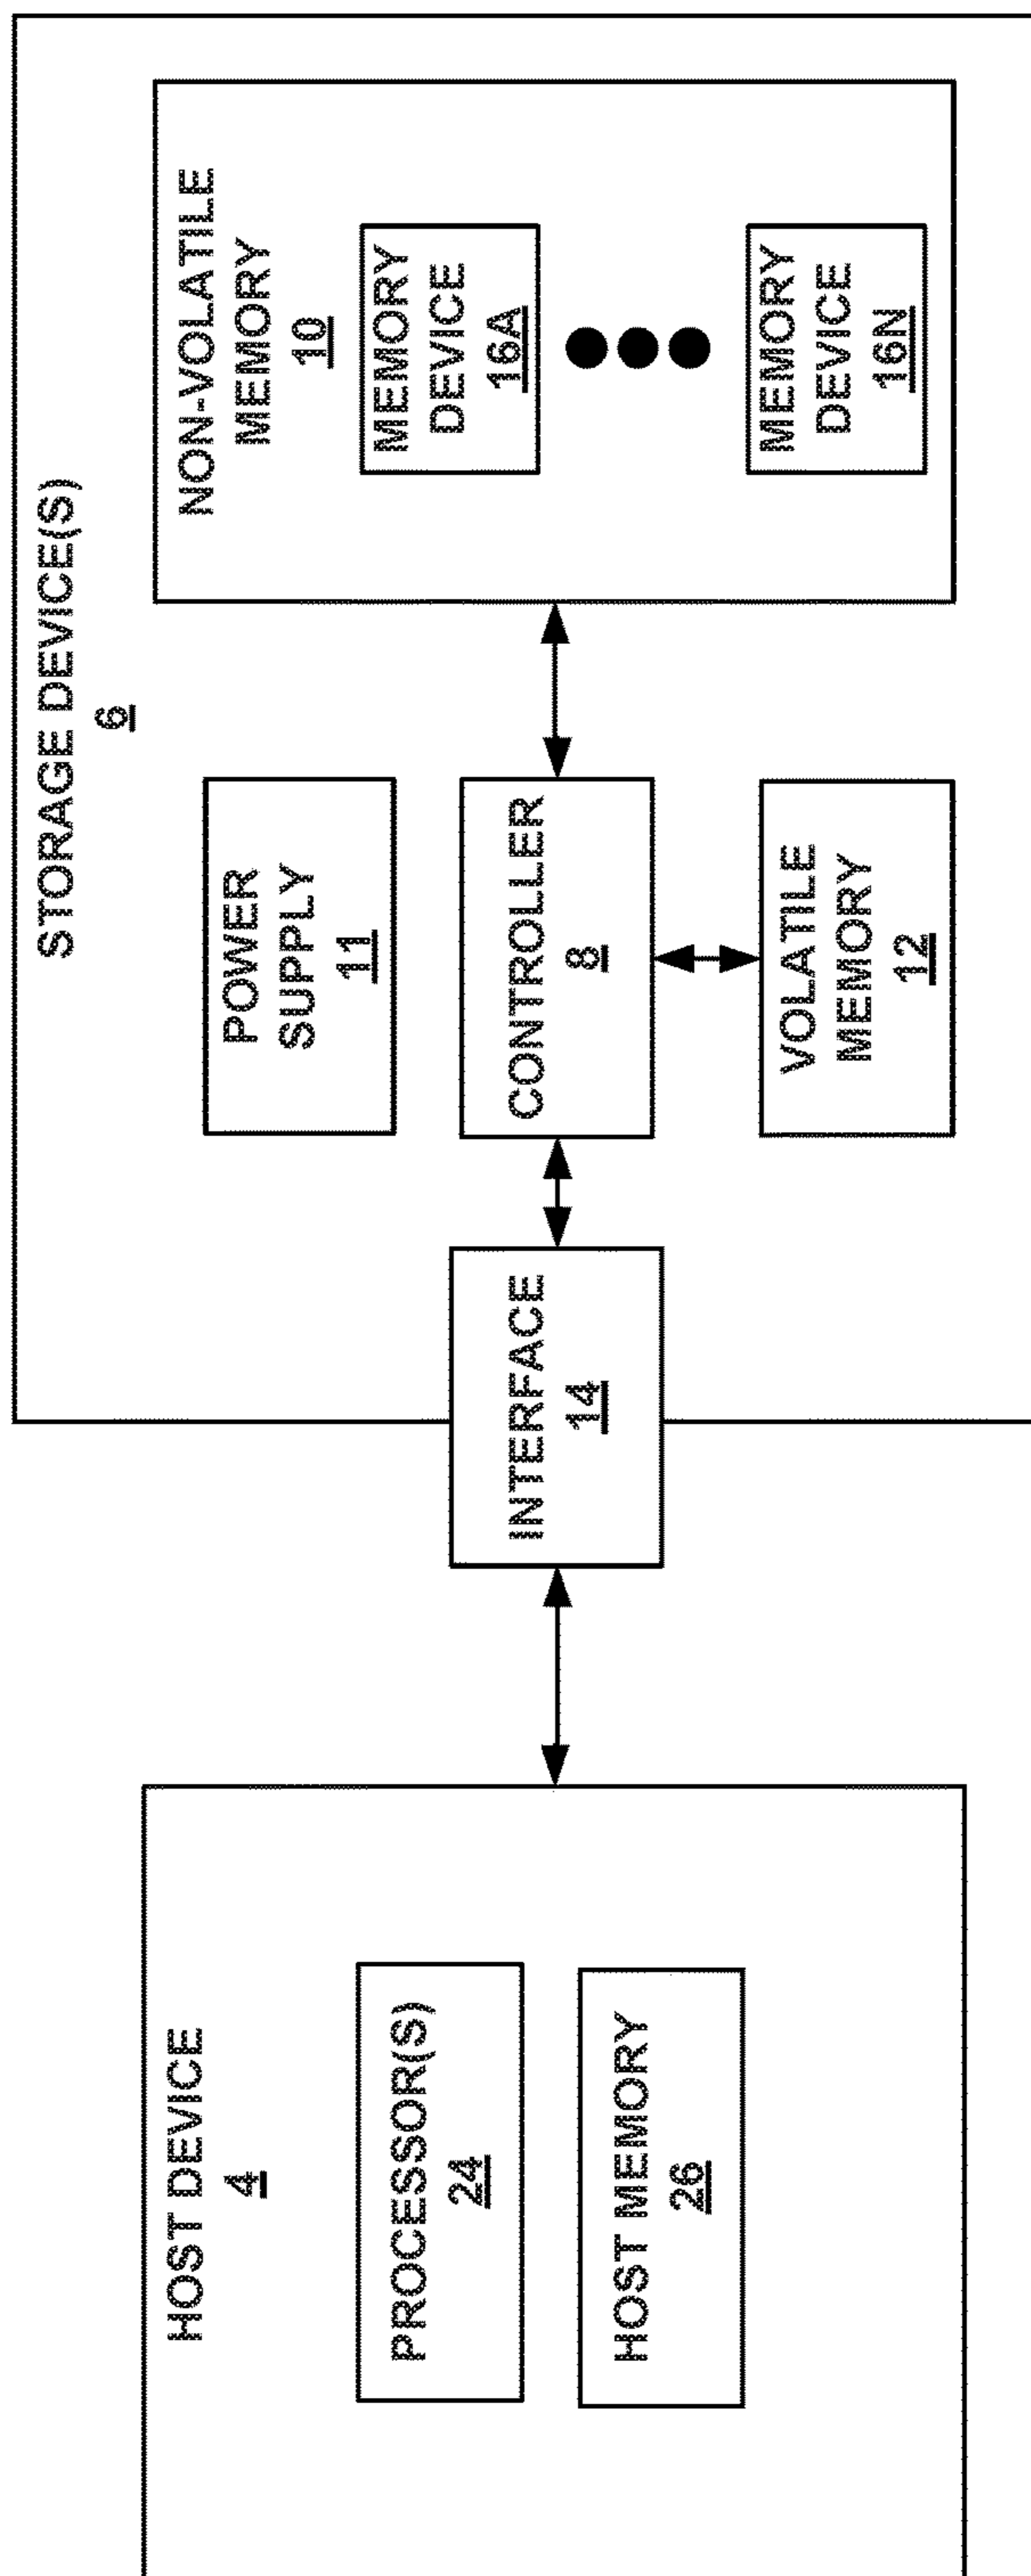 STORAGE DEVICE(S)
6
HOST DEVICE
4
PROCESSOR(S)
24
HOST MEMORY
26
INTERFACE
14
POWER
SUPPLY
11
CONTROLLER
8
VOLATILE
MEMORY
12
NON-VOLATILE
MEMORY
10
MEMORY
DEVICE
16A
MEMORY
DEVICE
16N